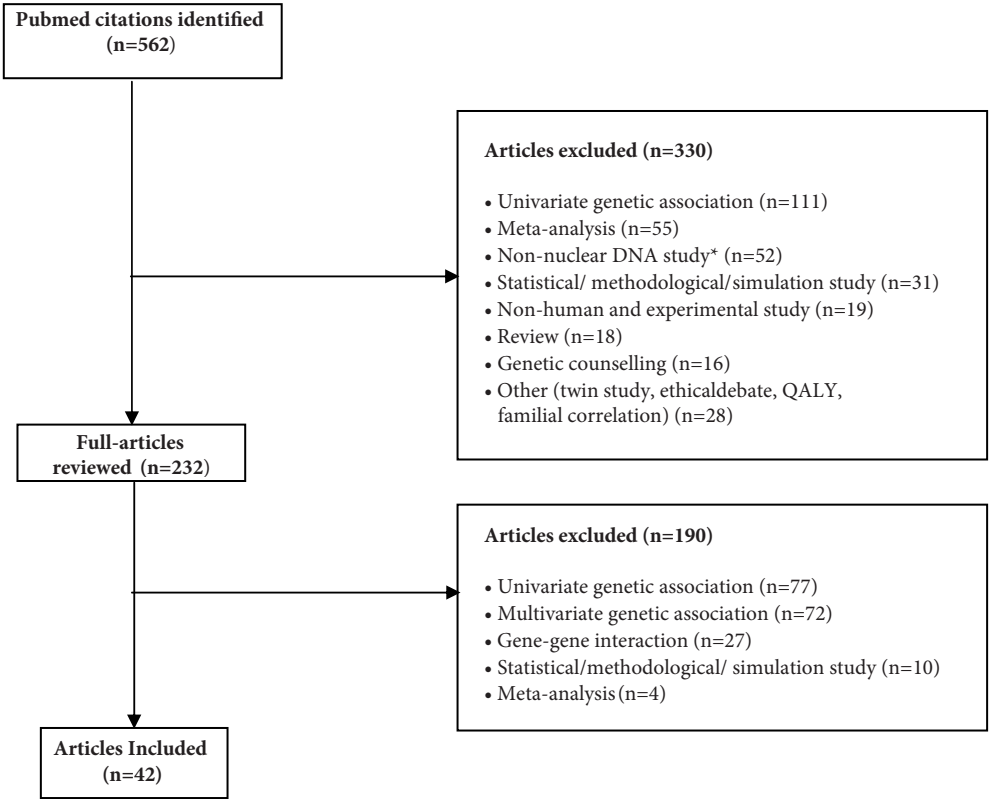 Pubmed citations identified
(n=562)
Articles excluded (n=330)
• Univariate genetic association (n=111)
• Meta-analysis (n=55)
• Non-nuclear DNA study* (n=52)
• Statistical/ methodological/simulation study (n=31)
• Non-human and experimental study (n=19)
• Review (n=18)
• Genetic counselling (n=16)
• Other (twin study, ethicaldebate, QALY,
familial correlation) (n=28)
Full-articles
reviewed (n=232)
Articles excluded (n=190)
• Univariate genetic association (n=77)
• Multivariate genetic association (n=72)
• Gene-gene interaction (n=27)
• Statistical/methodological/ simulation study (n=10)
• Meta-analysis (n=4)
Articles Included
(n=42)